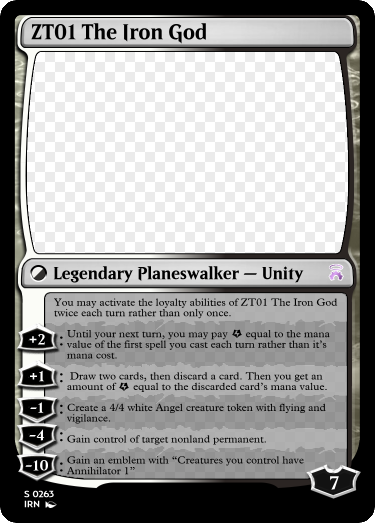 ZT01 The Iron God
Legendary Planeswalker — Unity
You may activate the loyalty abilities of ZT01 The Iron God
twice each turn rather than only once.
+2 : Until your next turn, you may pay equal to the mana
value of the first spell you cast each turn rather than it's
mana cost.
+1 : Draw two cards, then discard a card. Then you get an
amount of equal to the discarded card's mana value.
-1 : Create a 4/4 white Angel creature token with flying and
vigilance.
-4 : Gain control of target nonland permanent.
-10 : Gain an emblem with “Creatures you control have
Annihilator 1”
7
S 0263
IRN